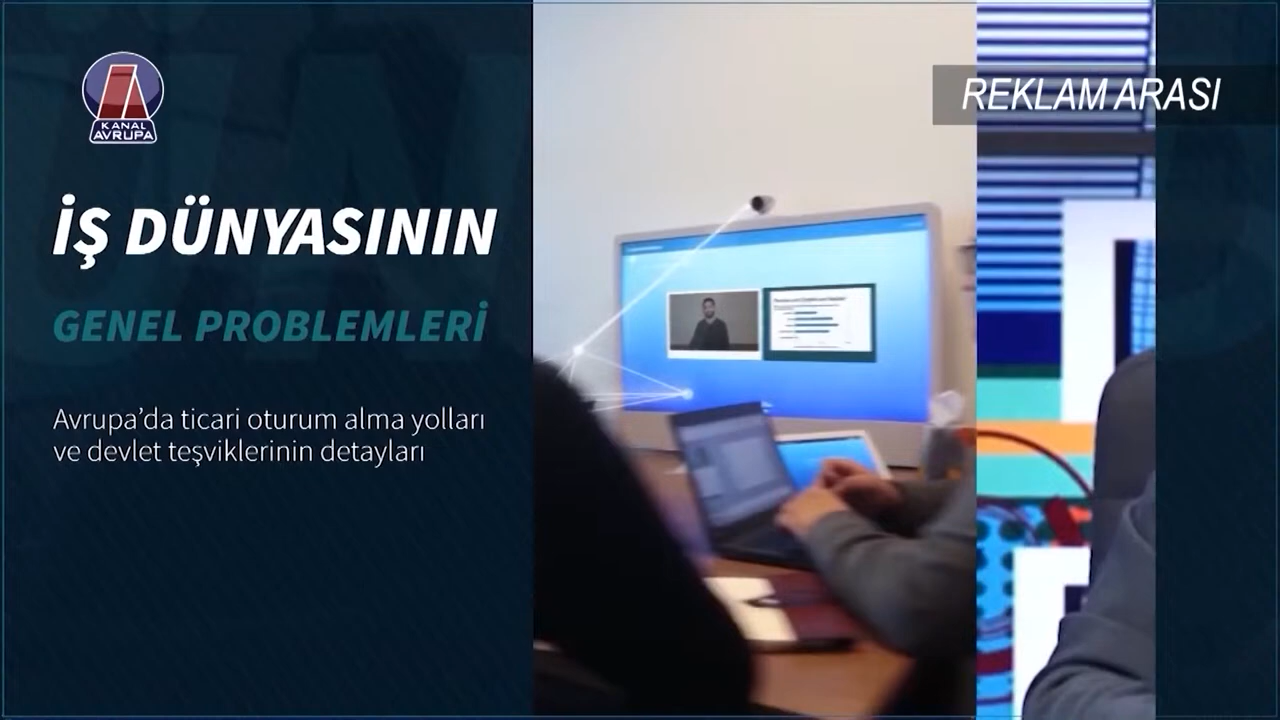 KANAL
AVRUPA
REKLAM ARASI
İŞ DÜNYASININ
GENEL PROBLEMLERİ
Avrupa'da ticari oturum alma yolları
ve devlet teşviklerinin detayları